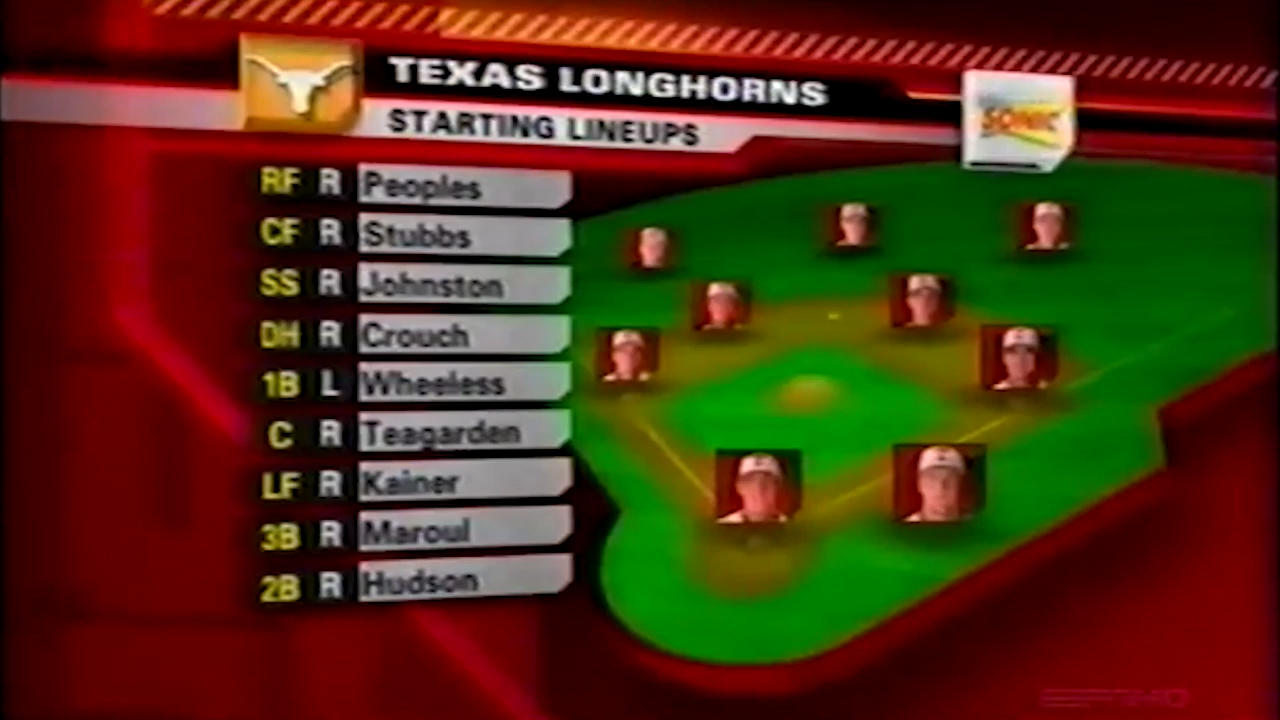 TEXAS LONGHORNS
STARTING LINEUPS
SONIC
RF R Peoples
CF R Stubbs
SS R Johnston
DH R Crouch
1B L Wheeless
C R Teagarden
LF R Kainer
3B R Maroul
2B R Hudson